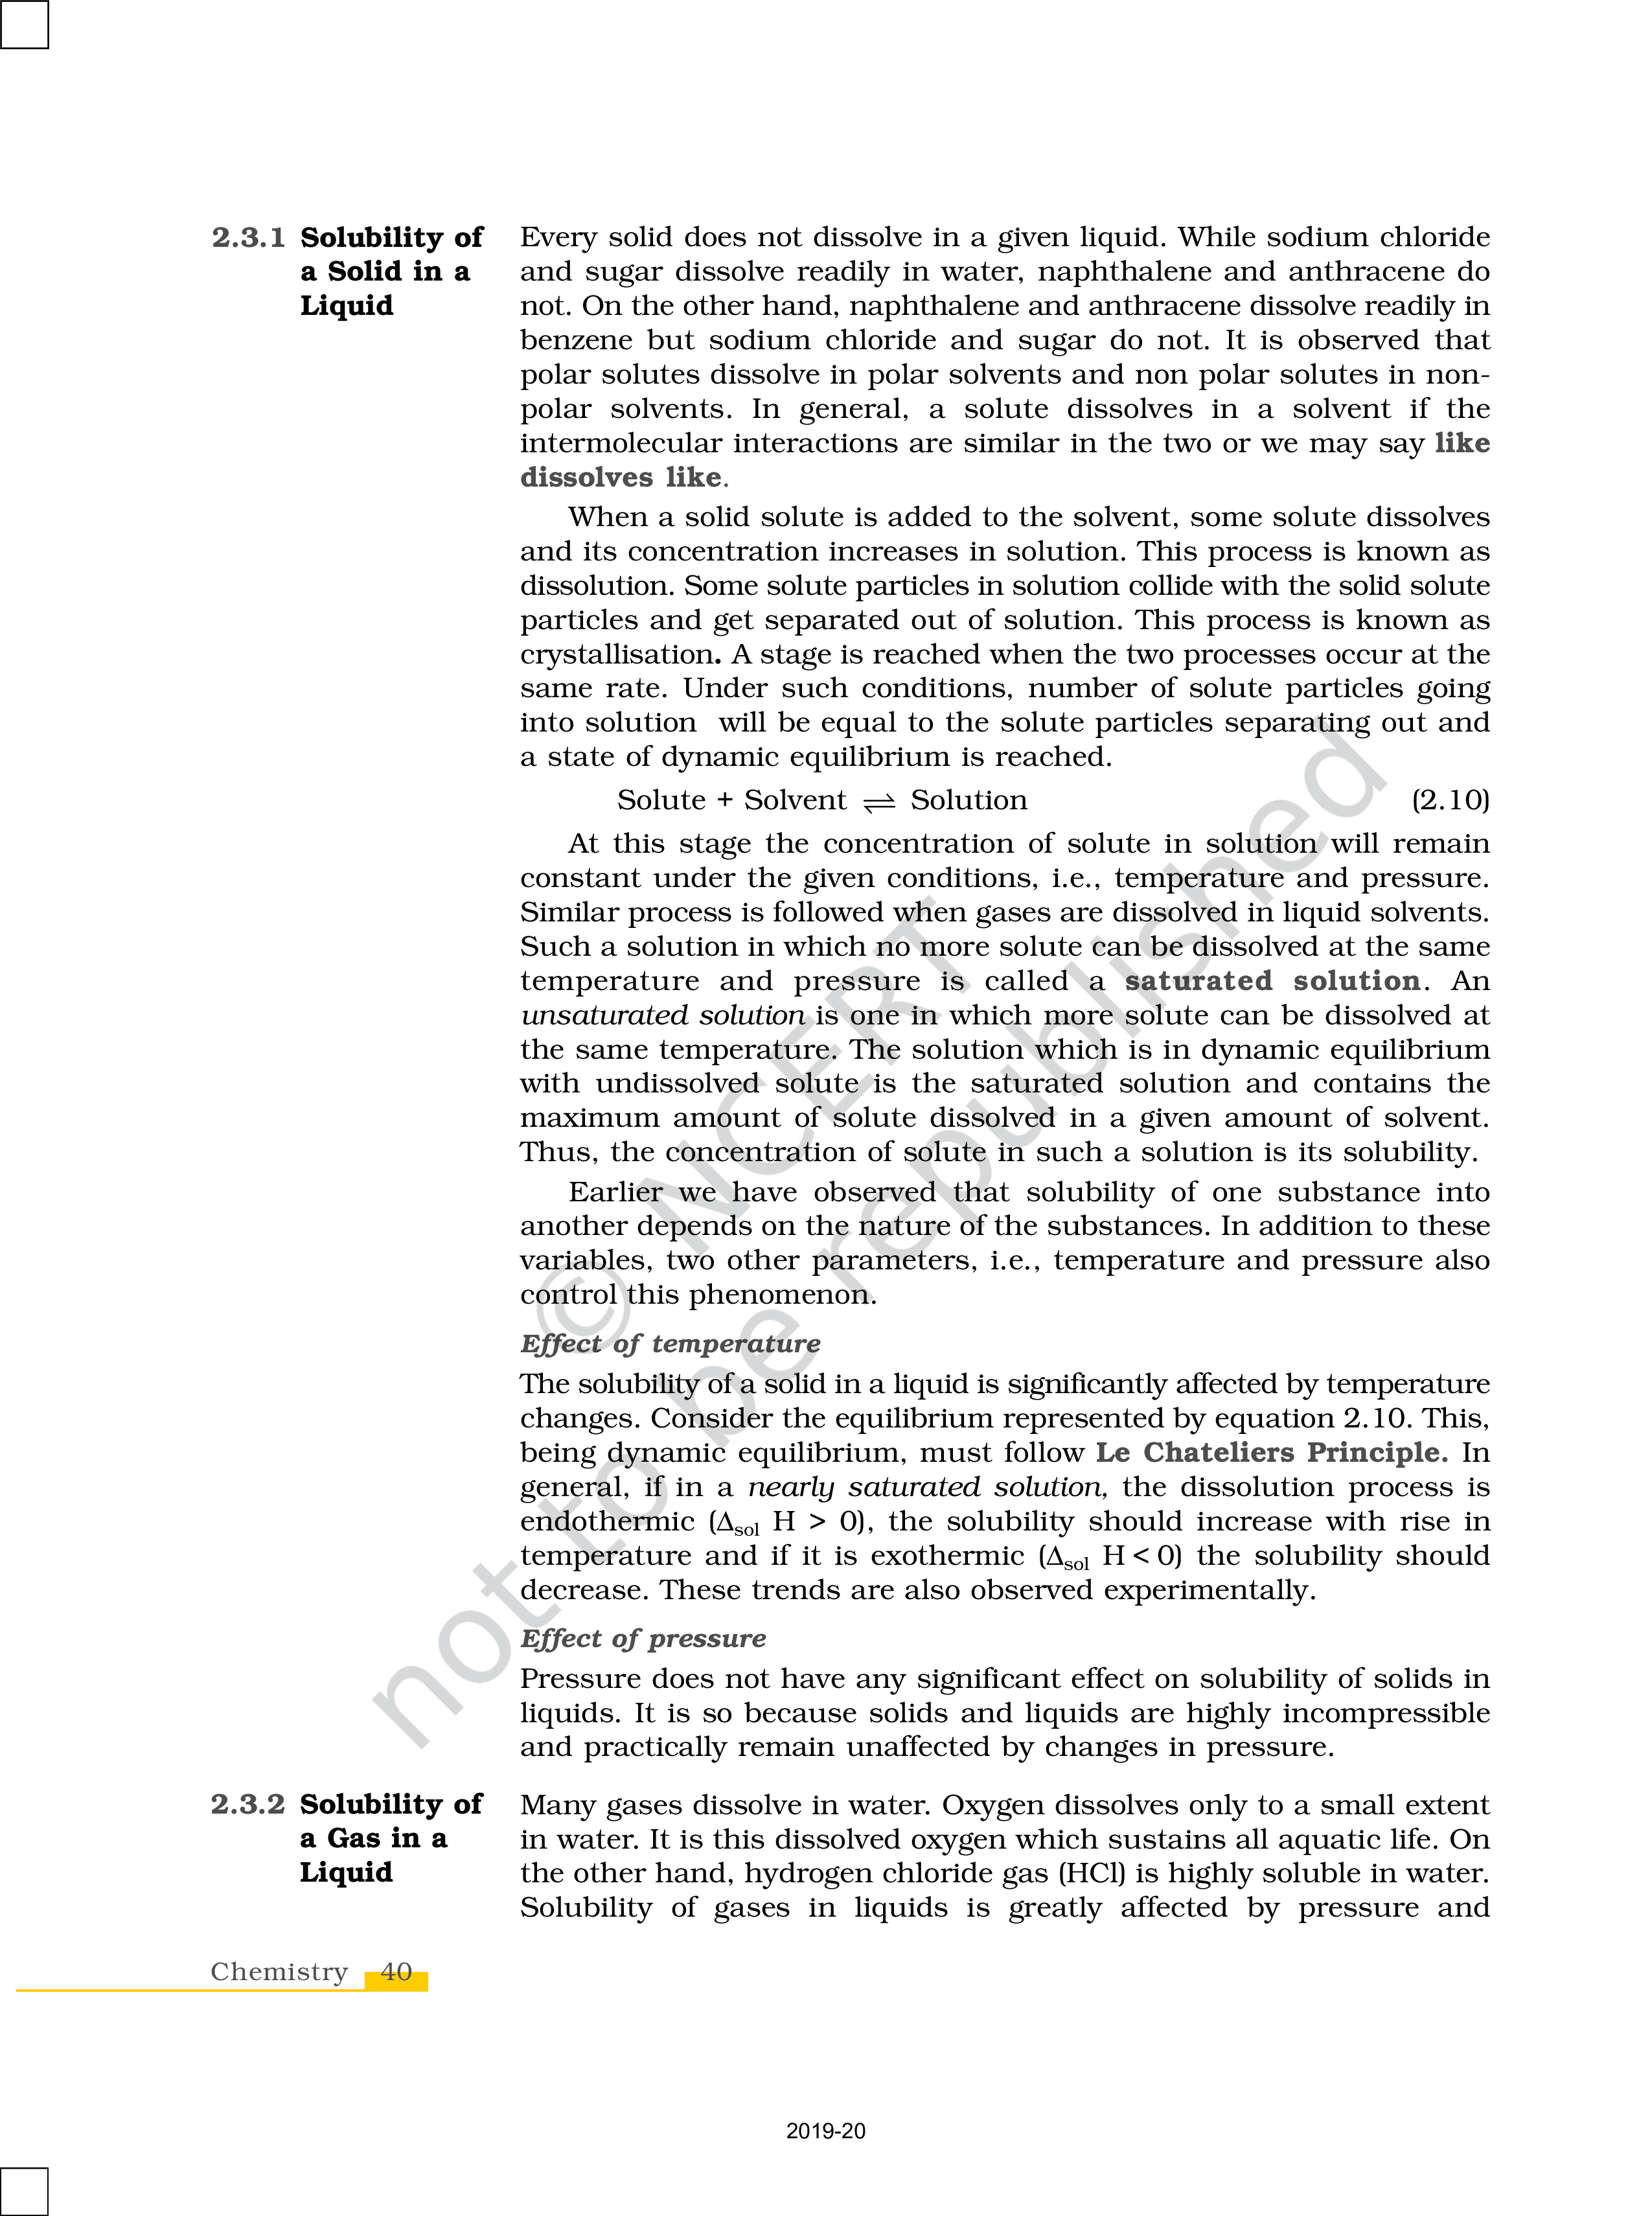 2.3.1 Solubility of
a Solid in a
Liquid
Every solid does not dissolve in a given liquid. While sodium chloride
and sugar dissolve readily in water, naphthalene and anthracene do
not. On the other hand, naphthalene and anthracene dissolve readily in
benzene but sodium chloride and sugar do not. It is observed that
polar solutes dissolve in polar solvents and non polar solutes in non-
polar solvents. In general, a solute dissolves in a solvent if the
intermolecular interactions are similar in the two or we may say like
dissolves like.
When a solid solute is added to the solvent, some solute dissolves
and its concentration increases in solution. This process is known as
dissolution. Some solute particles in solution collide with the solid solute
particles and get separated out of solution. This process is known as
crystallisation. A stage is reached when the two processes occur at the
same rate. Under such conditions, number of solute particles going
into solution will be equal to the solute particles separating out and
a state of dynamic equilibrium is reached.
Solute + Solvent ⇌ Solution (2.10)
At this stage the concentration of solute in solution will remain
constant under the given conditions, i.e., temperature and pressure.
Similar process is followed when gases are dissolved in liquid solvents.
Such a solution in which no more solute can be dissolved at the same
temperature and pressure is called a saturated solution. An
unsaturated solution is one in which more solute can be dissolved at
the same temperature. The solution which is in dynamic equilibrium
with undissolved solute is the saturated solution and contains the
maximum amount of solute dissolved in a given amount of solvent.
Thus, the concentration of solute in such a solution is its solubility.
Earlier we have observed that solubility of one substance into
another depends on the nature of the substances. In addition to these
variables, two other parameters, i.e., temperature and pressure also
control this phenomenon.
Effect of temperature
The solubility of a solid in a liquid is significantly affected by temperature
changes. Consider the equilibrium represented by equation 2.10. This,
being dynamic equilibrium, must follow Le Chateliers Principle. In
general, if in a nearly saturated solution, the dissolution process is
endothermic (Δsol H > 0), the solubility should increase with rise in
temperature and if it is exothermic (Δsol H < 0) the solubility should
decrease. These trends are also observed experimentally.
Effect of pressure
Pressure does not have any significant effect on solubility of solids in
liquids. It is so because solids and liquids are highly incompressible
and practically remain unaffected by changes in pressure.
2.3.2 Solubility of
a Gas in a
Liquid
Many gases dissolve in water. Oxygen dissolves only to a small extent
in water. It is this dissolved oxygen which sustains all aquatic life. On
the other hand, hydrogen chloride gas (HCl) is highly soluble in water.
Solubility of gases in liquids is greatly affected by pressure and
Chemistry 40
2019-20
© NCERT
not to be republished